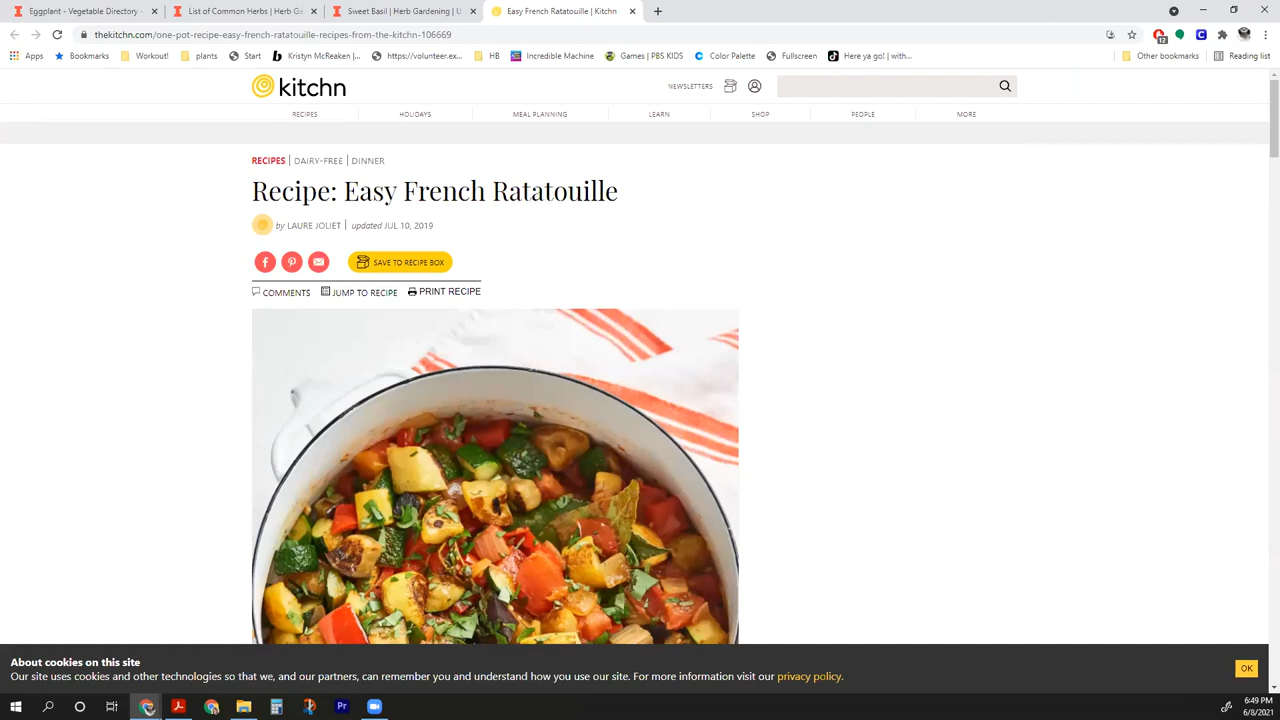 Eggplant - Vegetable Directory -
List of Common Herbs | Herb Ga
Sweet Basil | Herb Gardening | U
Easy French Ratatouille | Kitchn
thekitchn.com/one-pot-recipe-easy-french-ratatouille-recipes-from-the-kitchn-106669
12
Apps
Bookmarks
Workout!
plants
Start
Kristyn McReaken |...
https://volunteer.ex...
HB
Incredible Machine
Games | PBS KIDS
Color Palette
Fullscreen
Here ya go! | with...
Other bookmarks
Reading list
kitchn
NEWSLETTERS
RECIPES
HOLIDAYS
MEAL PLANNING
LEARN
SHOP
PEOPLE
MORE
RECIPES | DAIRY-FREE | DINNER
Recipe: Easy French Ratatouille
by LAURE JOLIET | updated JUL 10, 2019
SAVE TO RECIPE BOX
COMMENTS
JUMP TO RECIPE
PRINT RECIPE
About cookies on this site
Our site uses cookies and other technologies so that we, and our partners, can remember you and understand how you use our site. For more information visit our privacy policy.
OK
Pr
6:49 PM
6/8/2021